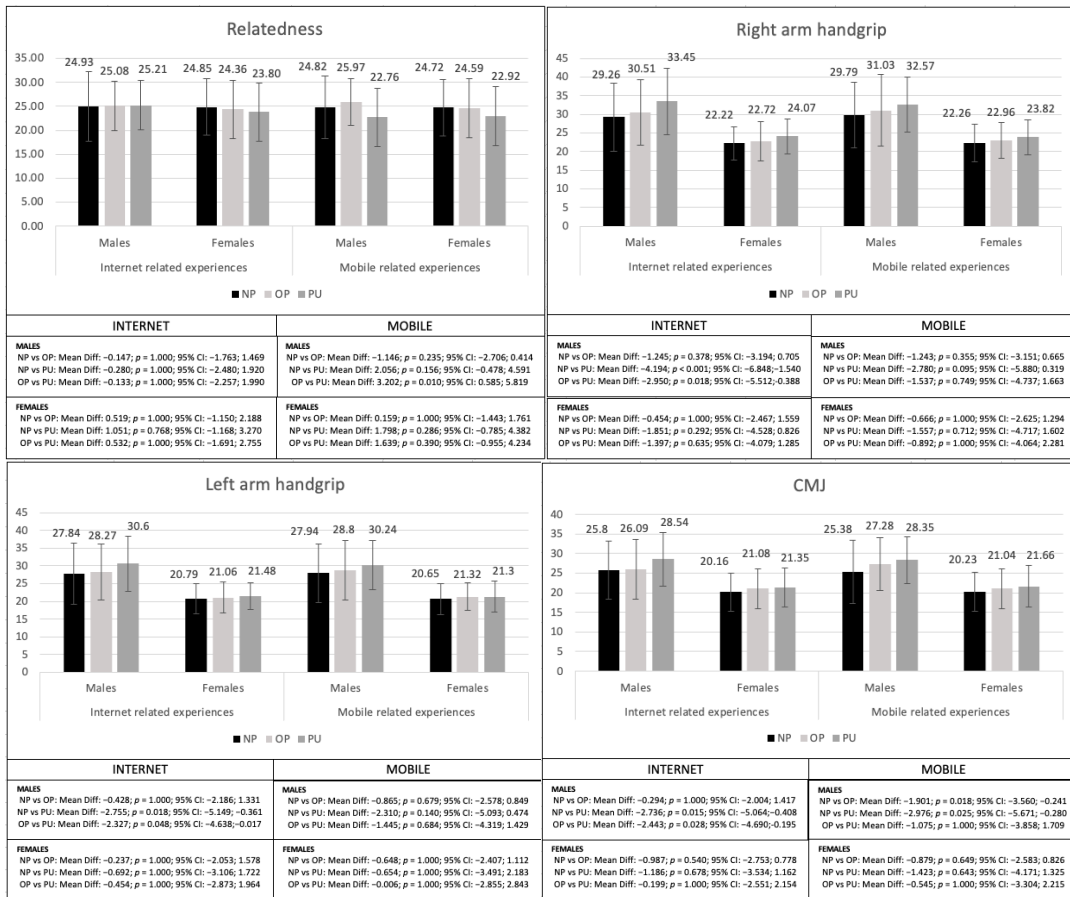 Relatedness
35.00
30.00
25.00
20.00
15.00
10.00
5.00
0.00
24.93 25.08 25.21
24.85 24.36 23.80
24.82 25.97 22.76
24.72 24.59 22.92
Males Females Males Females
Internet related experiences Mobile related experiences
NP OP PU
INTERNET MOBILE
MALES
NP vs OP: Mean Diff: −0.147; p = 1.000; 95% CI: −1.763; 1.469
NP vs PU: Mean Diff: −0.280; p = 1.000; 95% CI: −2.480; 1.920
OP vs PU: Mean Diff: −0.133; p = 1.000; 95% CI: −2.257; 1.990
MALES
NP vs OP: Mean Diff: −1.146; p = 0.235; 95% CI: −2.706; 0.414
NP vs PU: Mean Diff: 2.056; p = 0.156; 95% CI: −0.478; 4.591
OP vs PU: Mean Diff: 3.202; p = 0.010; 95% CI: 0.585; 5.819
FEMALES
NP vs OP: Mean Diff: 0.519; p = 1.000; 95% CI: −1.150; 2.188
NP vs PU: Mean Diff: 1.051; p = 0.768; 95% CI: −1.168; 3.270
OP vs PU: Mean Diff: 0.532; p = 1.000; 95% CI: −1.691; 2.755
FEMALES
NP vs OP: Mean Diff: 0.159; p = 1.000; 95% CI: −1.443; 1.761
NP vs PU: Mean Diff: 1.798; p = 0.286; 95% CI: −0.785; 4.382
OP vs PU: Mean Diff: 1.639; p = 0.390; 95% CI: −0.955; 4.234
Right arm handgrip
45
40
35
30
25
20
15
10
5
0
29.26 30.51 33.45
22.22 22.72 24.07
29.79 31.03 32.57
22.26 22.96 23.82
Males Females Males Females
Internet related experiences Mobile related experiences
NP OP PU
INTERNET MOBILE
MALES
NP vs OP: Mean Diff: −1.245; p = 0.378; 95% CI: −3.194; 0.705
NP vs PU: Mean Diff: −4.194; p < 0.001; 95% CI: −6.848;−1.540
OP vs PU: Mean Diff: −2.950; p = 0.018; 95% CI: −5.512;-0.388
MALES
NP vs OP: Mean Diff: −1.243; p = 0.355; 95% CI: −3.151; 0.665
NP vs PU: Mean Diff: −2.780; p = 0.095; 95% CI: −5.880; 0.319
OP vs PU: Mean Diff: −1.537; p = 0.749; 95% CI: −4.737; 1.663
FEMALES
NP vs OP: Mean Diff: −0.454; p = 1.000; 95% CI: −2.467; 1.559
NP vs PU: Mean Diff: −1.851; p = 0.292; 95% CI: −4.528; 0.826
OP vs PU: Mean Diff: −1.397; p = 0.635; 95% CI: −4.079; 1.285
FEMALES
NP vs OP: Mean Diff: −0.666; p = 1.000; 95% CI: −2.625; 1.294
NP vs PU: Mean Diff: −1.557; p = 0.712; 95% CI: −4.717; 1.602
OP vs PU: Mean Diff: −0.892; p = 1.000; 95% CI: −4.064; 2.281
Left arm handgrip
45
40
35
30
25
20
15
10
5
0
27.84 28.27 30.6
20.79 21.06 21.48
27.94 28.8 30.24
20.65 21.32 21.3
Males Females Males Females
Internet related experiences Mobile related experiences
NP OP PU
INTERNET MOBILE
MALES
NP vs OP: Mean Diff: −0.428; p = 1.000; 95% CI: −2.186; 1.331
NP vs PU: Mean Diff: −2.755; p = 0.018; 95% CI: −5.149; −0.361
OP vs PU: Mean Diff: −2.327; p = 0.048; 95% CI: −4.638;−0.017
MALES
NP vs OP: Mean Diff: −0.865; p = 0.679; 95% CI: −2.578; 0.849
NP vs PU: Mean Diff: −2.310; p = 0.140; 95% CI: −5.093; 0.474
OP vs PU: Mean Diff: −1.445; p = 0.684; 95% CI: −4.319; 1.429
FEMALES
NP vs OP: Mean Diff: −0.237; p = 1.000; 95% CI: −2.053; 1.578
NP vs PU: Mean Diff: −0.692; p = 1.000; 95% CI: −3.106; 1.722
OP vs PU: Mean Diff: −0.454; p = 1.000; 95% CI: −2.873; 1.964
FEMALES
NP vs OP: Mean Diff: −0.648; p = 1.000; 95% CI: −2.407; 1.112
NP vs PU: Mean Diff: −0.654; p = 1.000; 95% CI: −3.491; 2.183
OP vs PU: Mean Diff: −0.006; p = 1.000; 95% CI: −2.855; 2.843
CMJ
40
35
30
25
20
15
10
5
0
25.8 26.09 28.54
20.16 21.08 21.35
25.38 27.28 28.35
20.23 21.04 21.66
Males Females Males Females
Internet related experiences Mobile related experiences
NP OP PU
INTERNET MOBILE
MALES
NP vs OP: Mean Diff: −0.294; p = 1.000; 95% CI: −2.004; 1.417
NP vs PU: Mean Diff: −2.736; p = 0.015; 95% CI: −5.064;−0.408
OP vs PU: Mean Diff: −2.443; p = 0.028; 95% CI: −4.690;-0.195
MALES
NP vs OP: Mean Diff: −1.901; p = 0.018; 95% CI: −3.560; −0.241
NP vs PU: Mean Diff: −2.976; p = 0.025; 95% CI: −5.671; −0.280
OP vs PU: Mean Diff: −1.075; p = 1.000; 95% CI: −3.858; 1.709
FEMALES
NP vs OP: Mean Diff: −0.987; p = 0.540; 95% CI: −2.753; 0.778
NP vs PU: Mean Diff: −1.186; p = 0.678; 95% CI: −3.534; 1.162
OP vs PU: Mean Diff: −0.199; p = 1.000; 95% CI: −2.551; 2.154
FEMALES
NP vs OP: Mean Diff: −0.879; p = 0.649; 95% CI: −2.583; 0.826
NP vs PU: Mean Diff: −1.423; p = 0.643; 95% CI: −4.171; 1.325
OP vs PU: Mean Diff: −0.545; p = 1.000; 95% CI: −3.304; 2.215